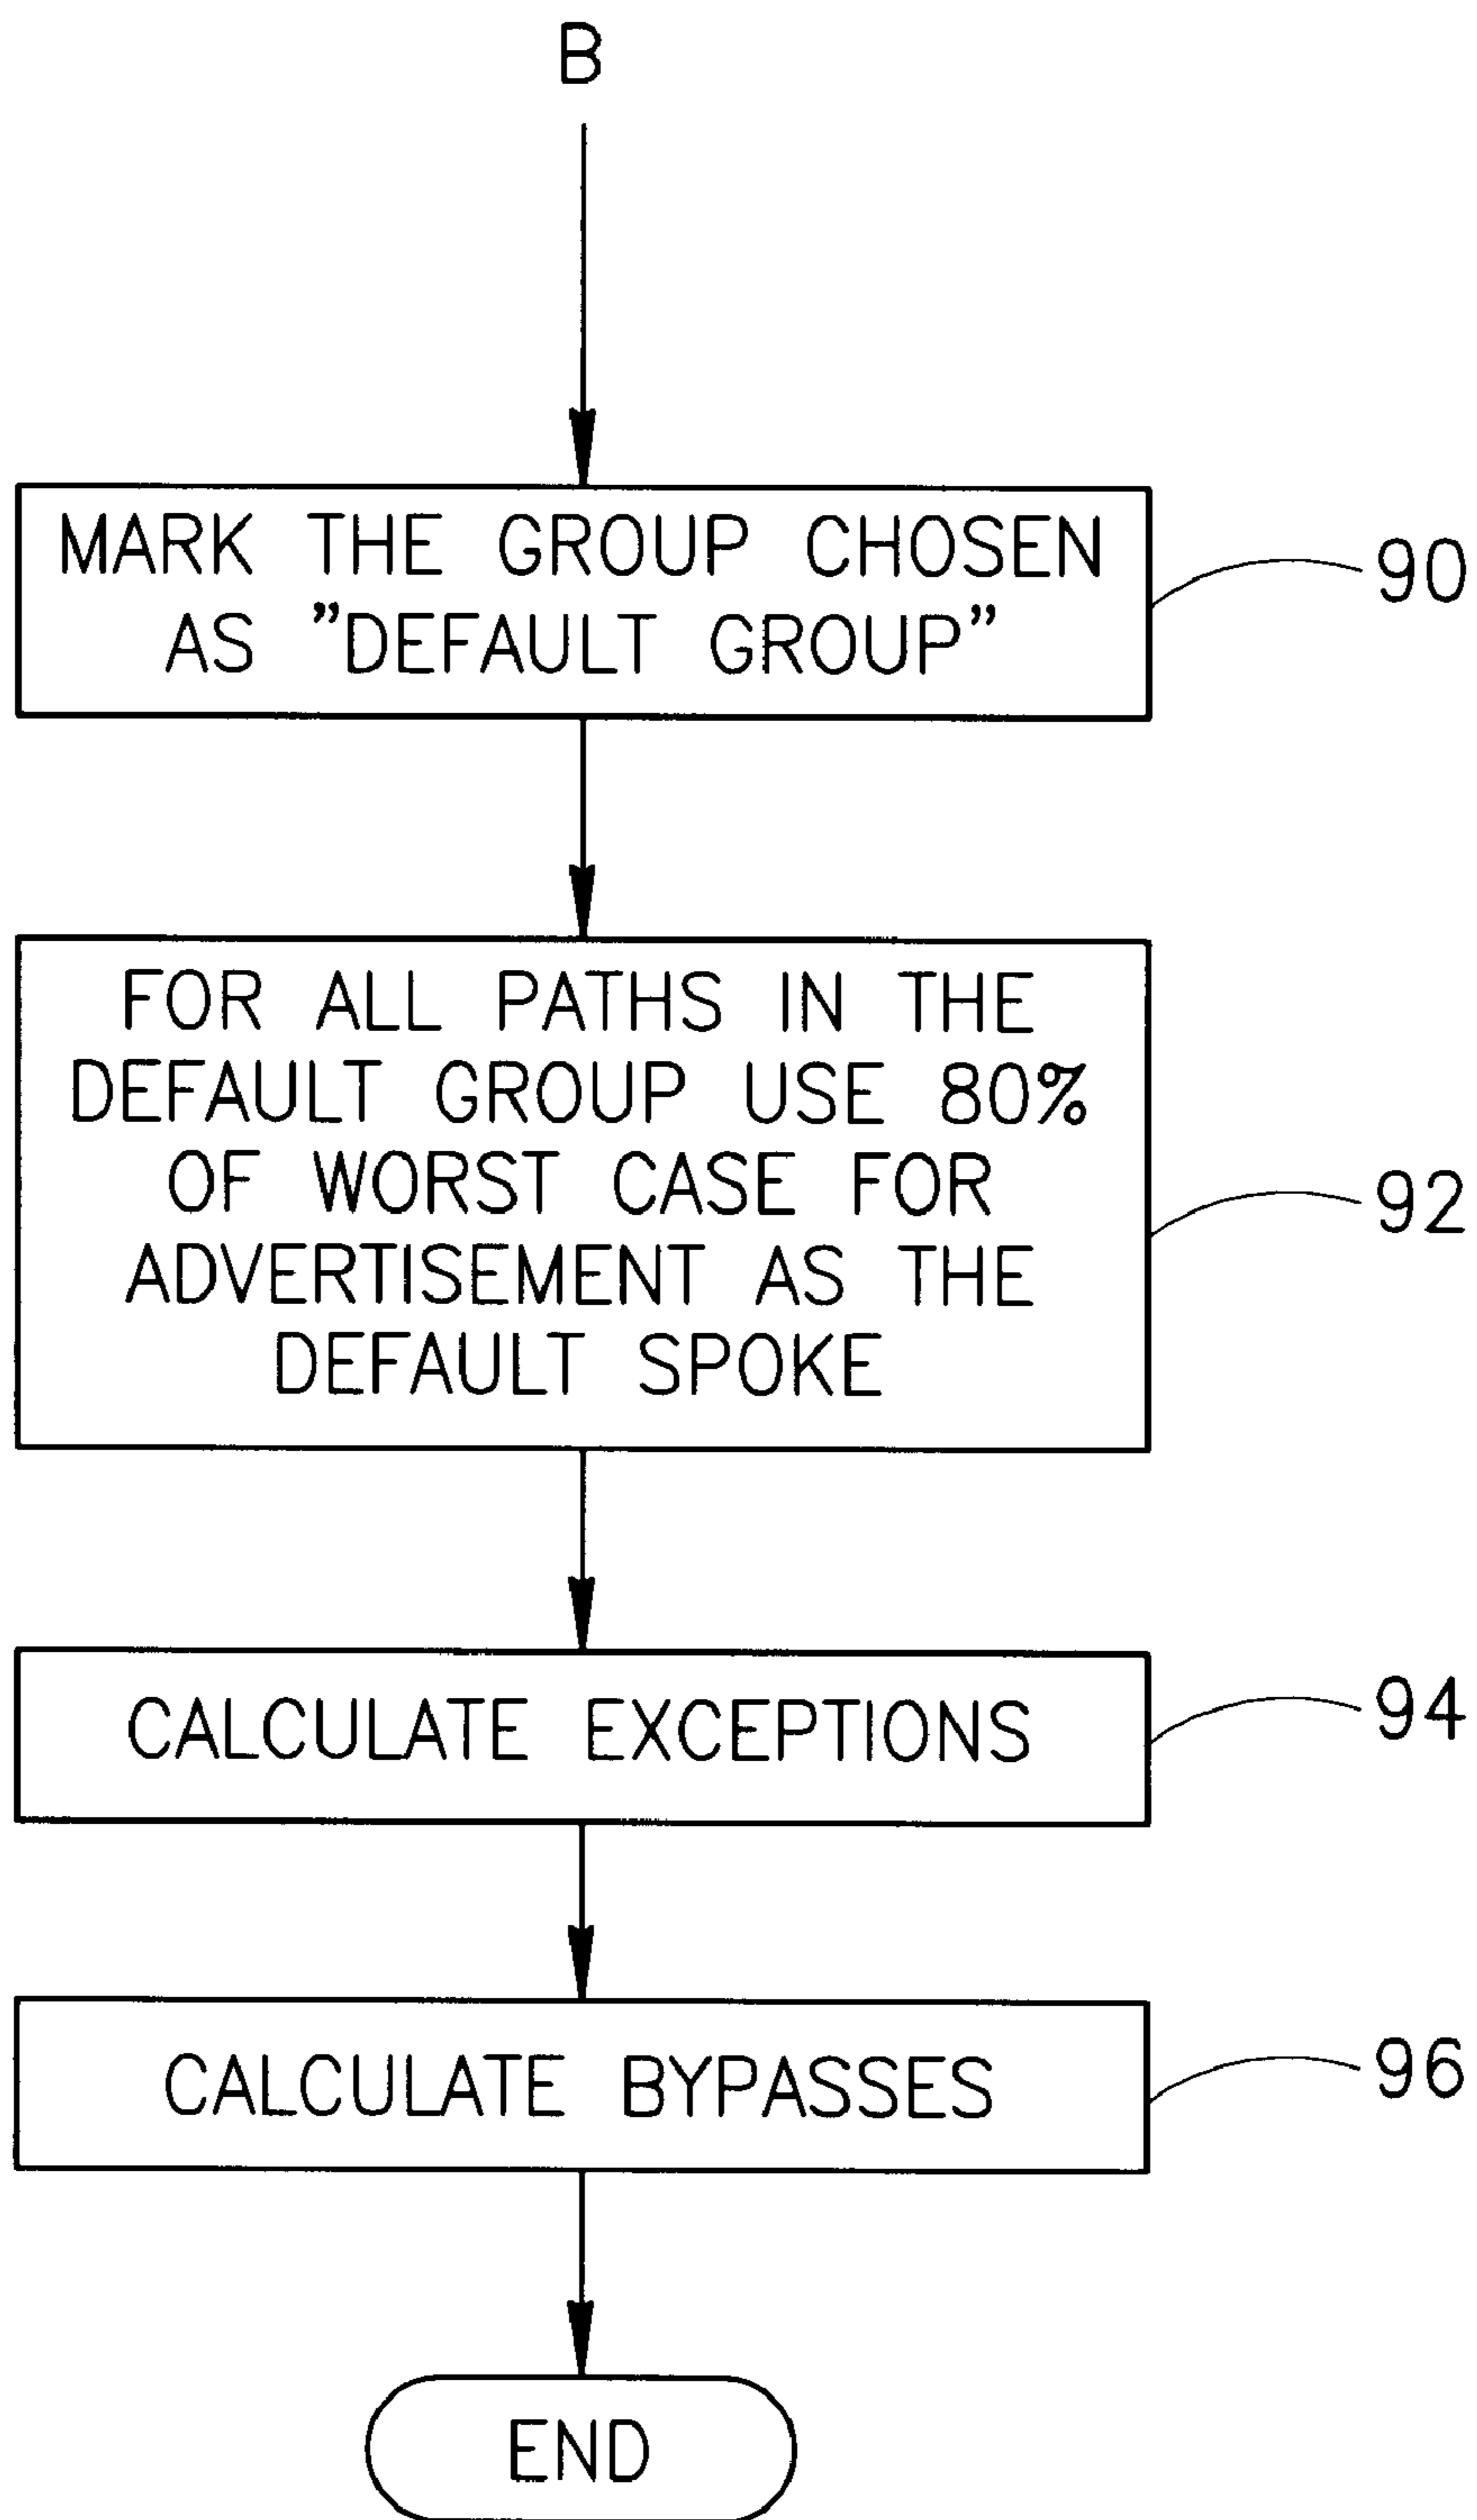 B
MARK THE GROUP CHOSEN
AS "DEFAULT GROUP"
90
FOR ALL PATHS IN THE
DEFAULT GROUP USE 80%
OF WORST CASE FOR
ADVERTISEMENT AS THE
DEFAULT SPOKE
92
CALCULATE EXCEPTIONS
94
CALCULATE BYPASSES
96
END